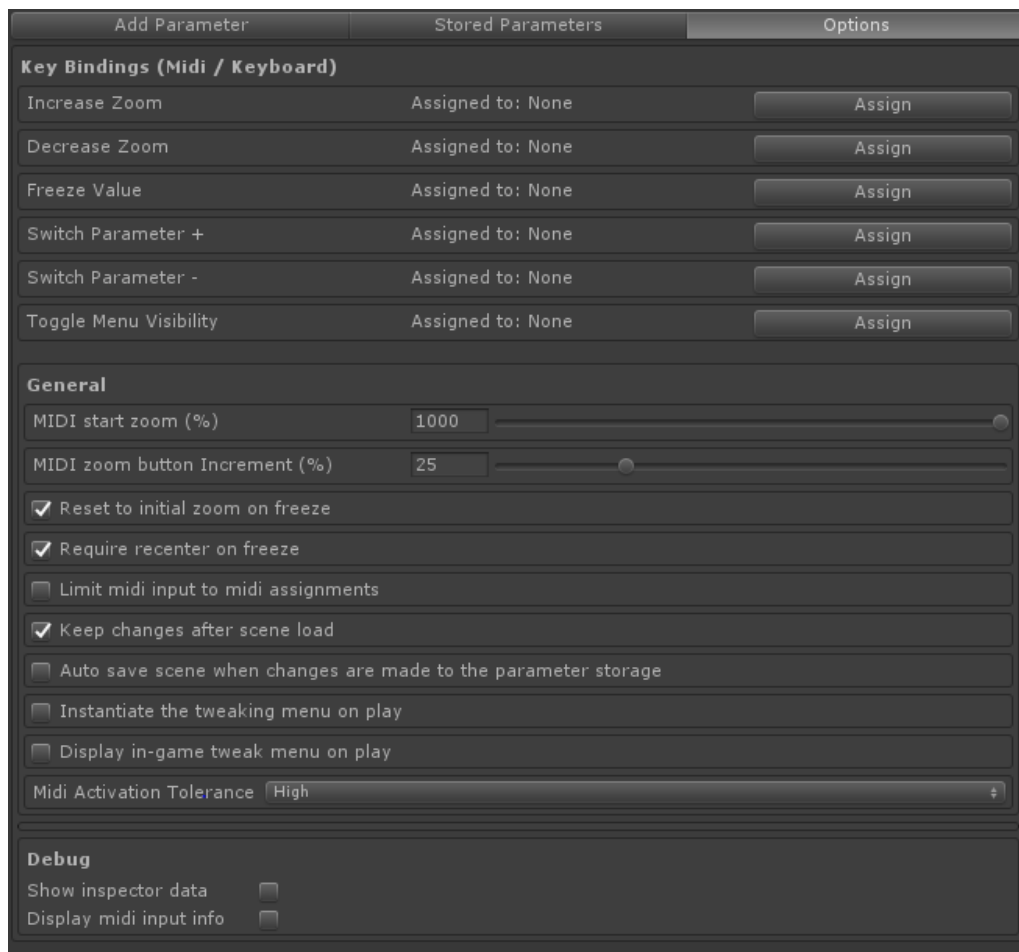 Add Parameter Stored Parameters Options
Key Bindings (Midi / Keyboard)
Increase Zoom Assigned to: None Assign
Decrease Zoom Assigned to: None Assign
Freeze Value Assigned to: None Assign
Switch Parameter + Assigned to: None Assign
Switch Parameter - Assigned to: None Assign
Toggle Menu Visibility Assigned to: None Assign
General
MIDI start zoom (%) 1000
MIDI zoom button Increment (%) 25
Reset to initial zoom on freeze
Require recenter on freeze
Limit midi input to midi assignments
Keep changes after scene load
Auto save scene when changes are made to the parameter storage
Instantiate the tweaking menu on play
Display in-game tweak menu on play
Midi Activation Tolerance High
Debug
Show inspector data
Display midi input info